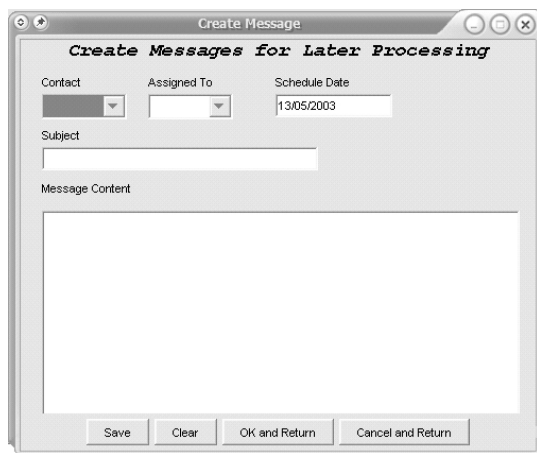 Create Message
Create Messages for Later Processing
Contact Assigned To Schedule Date
13/05/2003
Subject
Message Content
Save Clear OK and Return Cancel and Return